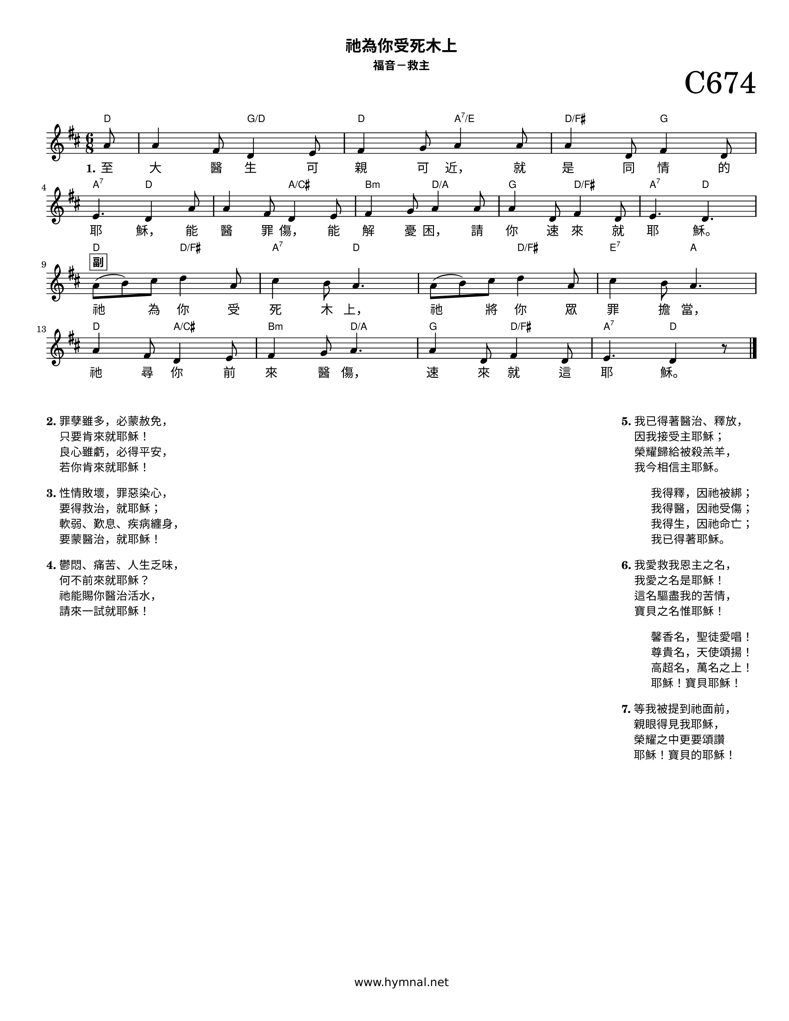 祂為你受死木上
福音－救主
C674
D G/D D A7/E D/F♯ G
1. 至 大 醫 生 可 親 可 近， 就 是 同 情 的
4 A7 D A/C♯ Bm D/A G D/F♯ A7 D
耶 穌， 能 醫 罪 傷， 能 解 憂 困， 請 你 速 來 就 耶 穌。
D D/F♯ A7 D D/F♯ E7 A
9 副
祂 為 你 受 死 木 上， 祂 將 你 眾 罪 擔 當，
13 D A/C♯ Bm D/A G D/F♯ A7 D
祂 尋 你 前 來 醫 傷， 速 來 就 這 耶 穌。
2. 罪孽雖多，必蒙赦免，
只要肯來就耶穌！
良心雖虧，必得平安，
若你肯來就耶穌！
3. 性情敗壞，罪惡染心，
要得救治，就耶穌；
軟弱、歎息、疾病纏身，
要蒙醫治，就耶穌！
4. 鬱悶、痛苦、人生乏味，
何不前來就耶穌？
祂能賜你醫治活水，
請來一試就耶穌！
5. 我已得著醫治、釋放，
因我接受主耶穌；
榮耀歸給被殺羔羊，
我今相信主耶穌。
我得釋，因祂被綁；
我得醫，因祂受傷；
我得生，因祂命亡；
我已得著耶穌。
6. 我愛救我恩主之名，
我愛之名是耶穌！
這名驅盡我的苦情，
寶貝之名惟耶穌！
馨香名，聖徒愛唱！
尊貴名，天使頌揚！
高超名，萬名之上！
耶穌！寶貝耶穌！
7. 等我被提到祂面前，
親眼得見我耶穌，
榮耀之中更要頌讚
耶穌！寶貝的耶穌！
www.hymnal.net